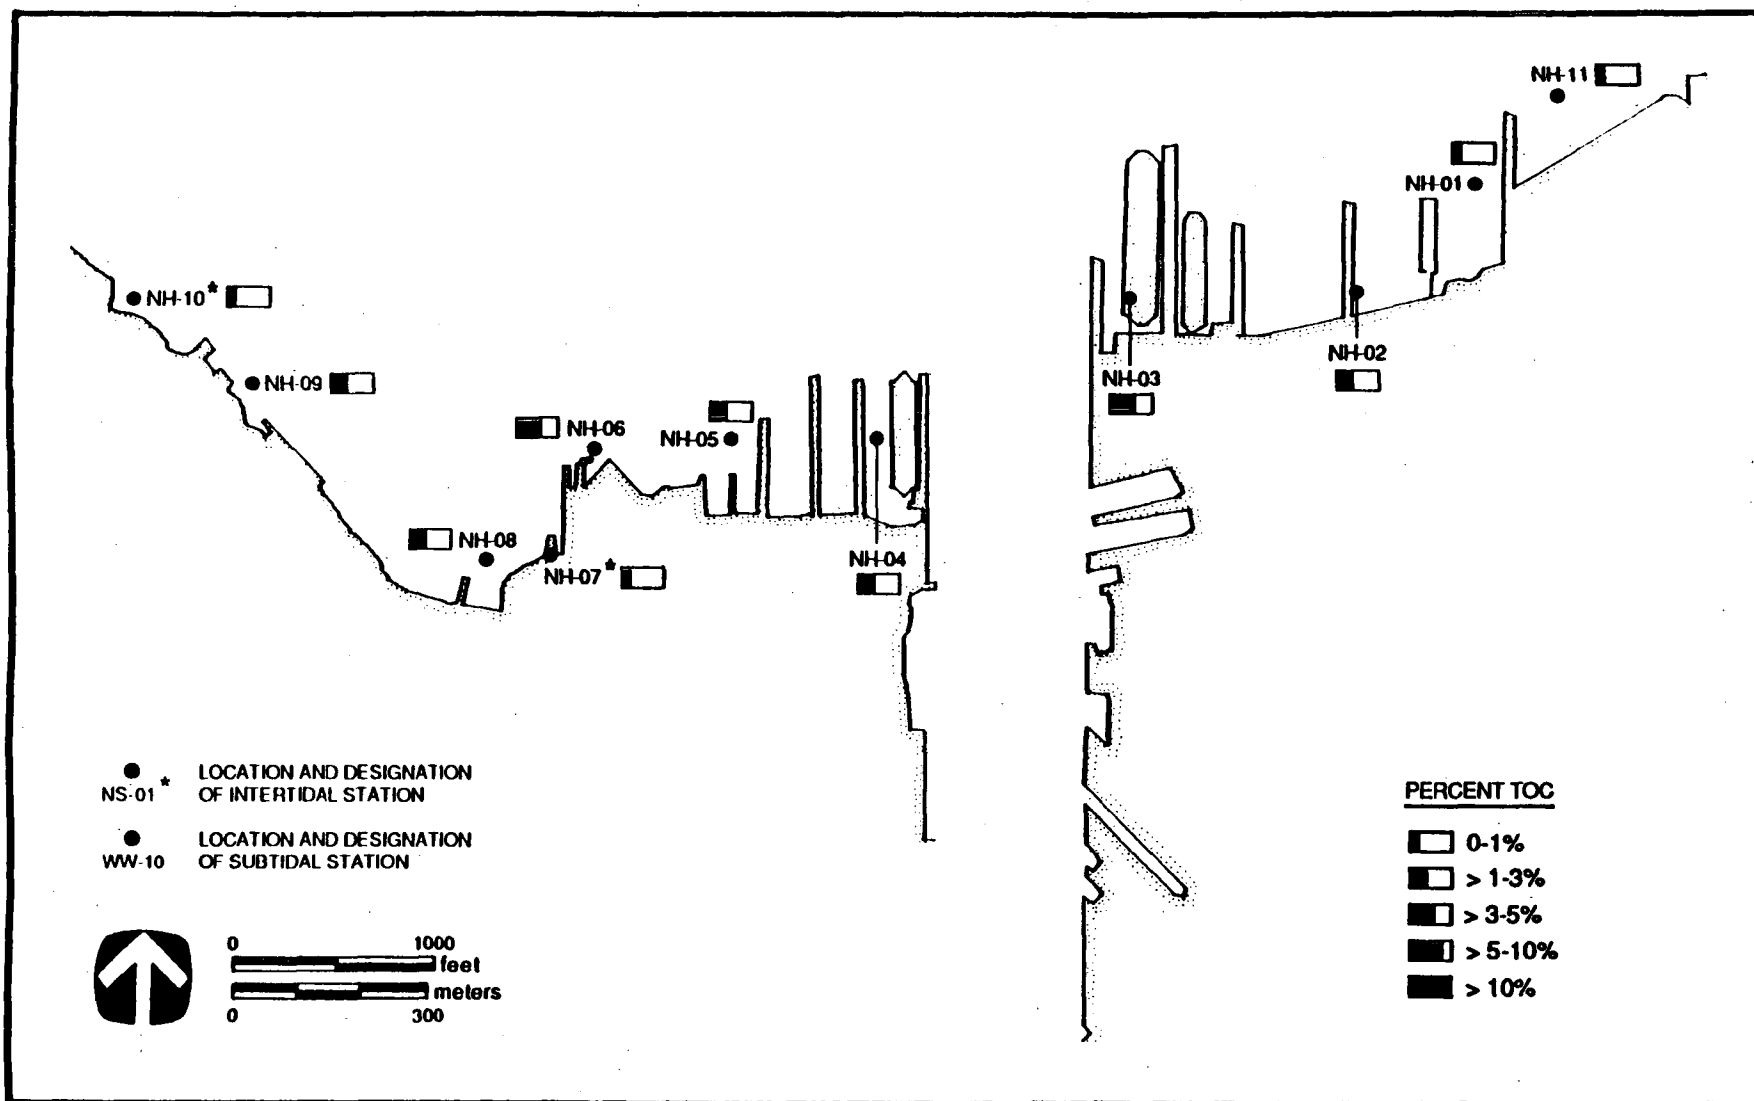 NH-11
NH-01
NH-10*
NH-09
NH-06
NH-05
NH-03
NH-02
NH-08
NH-07*
NH-04
NS-01*
LOCATION AND DESIGNATION
OF INTERTIDAL STATION
WW-10
LOCATION AND DESIGNATION
OF SUBTIDAL STATION
0 1000
feet
meters
0 300
PERCENT TOC
0-1%
> 1-3%
> 3-5%
> 5-10%
> 10%